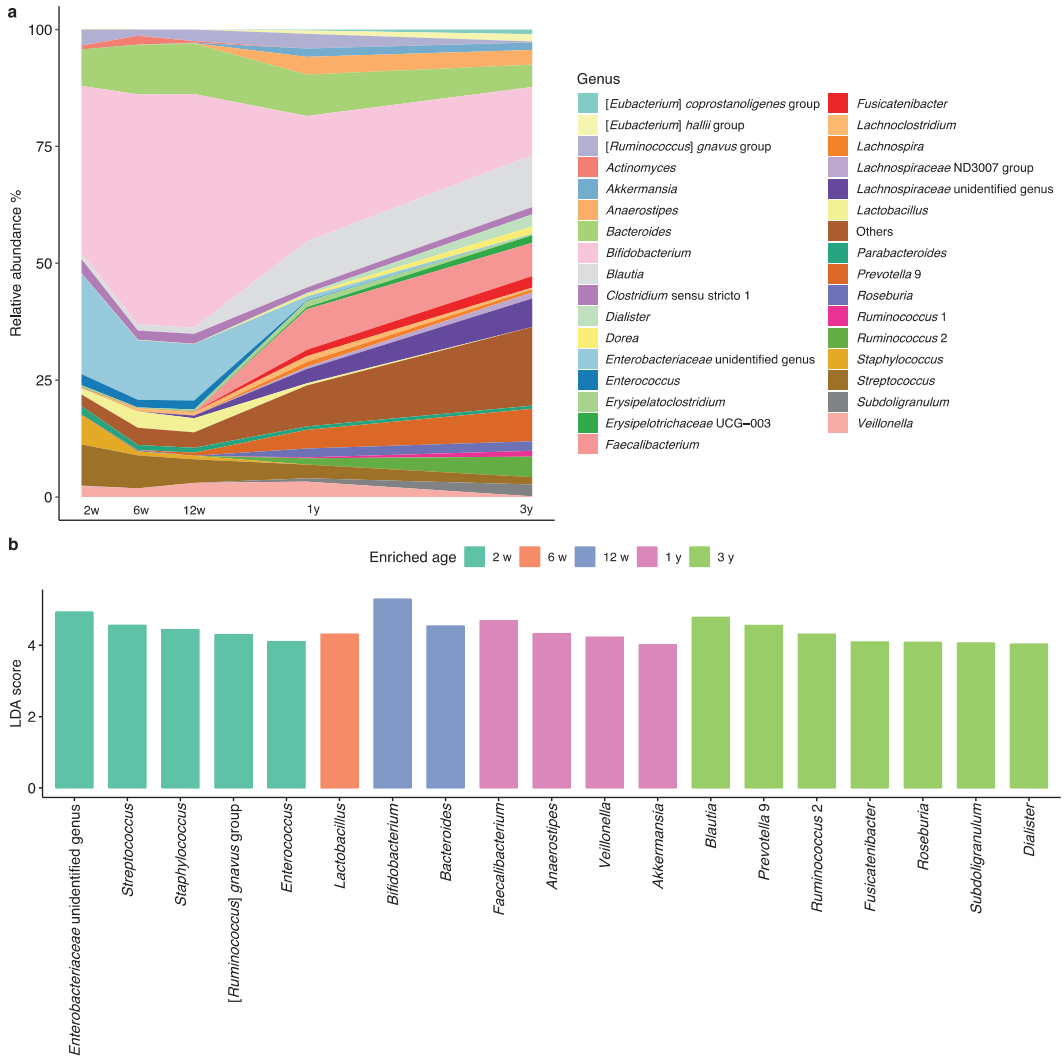 a
100
75
50
25
0
Relative abundance %
2w 6w 12w 1y 3y
Genus
[Eubacterium] coprostanoligenes group
[Eubacterium] hallii group
[Ruminococcus] gnavus group
Actinomyces
Akkermansia
Anaerostipes
Bacteroides
Bifidobacterium
Blautia
Clostridium sensu stricto 1
Dialister
Dorea
Enterobacteriaceae unidentified genus
Enterococcus
Erysipelatoclostridium
Erysipelotrichaceae UCG−003
Faecalibacterium
Fusicatenibacter
Lachnoclostridium
Lachnospira
Lachnospiraceae ND3007 group
Lachnospiraceae unidentified genus
Lactobacillus
Others
Parabacteroides
Prevotella 9
Roseburia
Ruminococcus 1
Ruminococcus 2
Staphylococcus
Streptococcus
Subdoligranulum
Veillonella
b
Enriched age 2 w 6 w 12 w 1 y 3 y
4
2
0
LDA score
Enterobacteriaceae unidentified genus
Streptococcus
Staphylococcus
[Ruminococcus] gnavus group
Enterococcus
Lactobacillus
Bifidobacterium
Bacteroides
Faecalibacterium
Anaerostipes
Veillonella
Akkermansia
Blautia
Prevotella 9
Ruminococcus 2
Fusicatenibacter
Roseburia
Subdoligranulum
Dialister